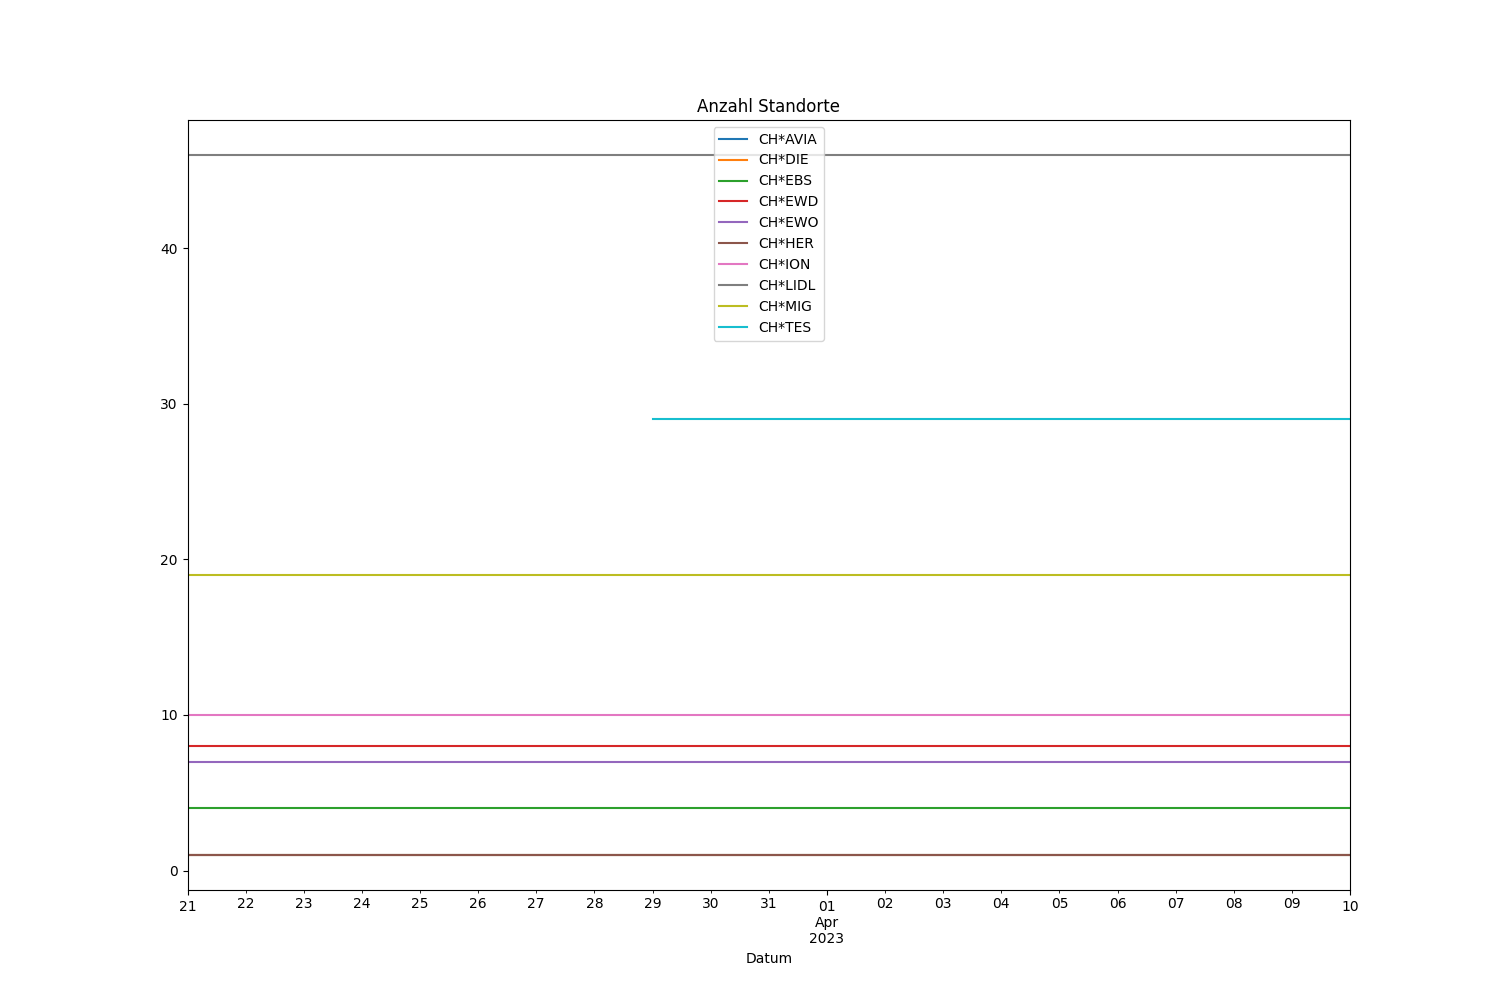 Anzahl Standorte
CH*AVIA
CH*DIE
CH*EBS
CH*EWD
CH*EWO
CH*HER
CH*ION
CH*LIDL
CH*MIG
CH*TES
40
30
20
10
0
21 22 23 24 25 26 27 28 29 30 31 01 02 03 04 05 06 07 08 09 10
Apr
2023
Datum